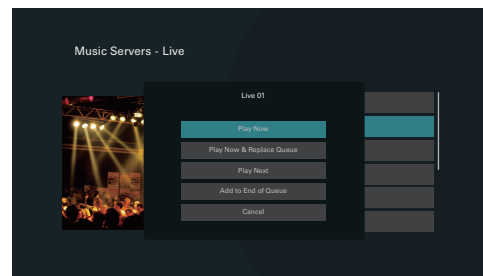 Music Servers - Live
Live 01
Play Now
Play Now & Replace Queue
Play Next
Add to End of Queue
Cancel